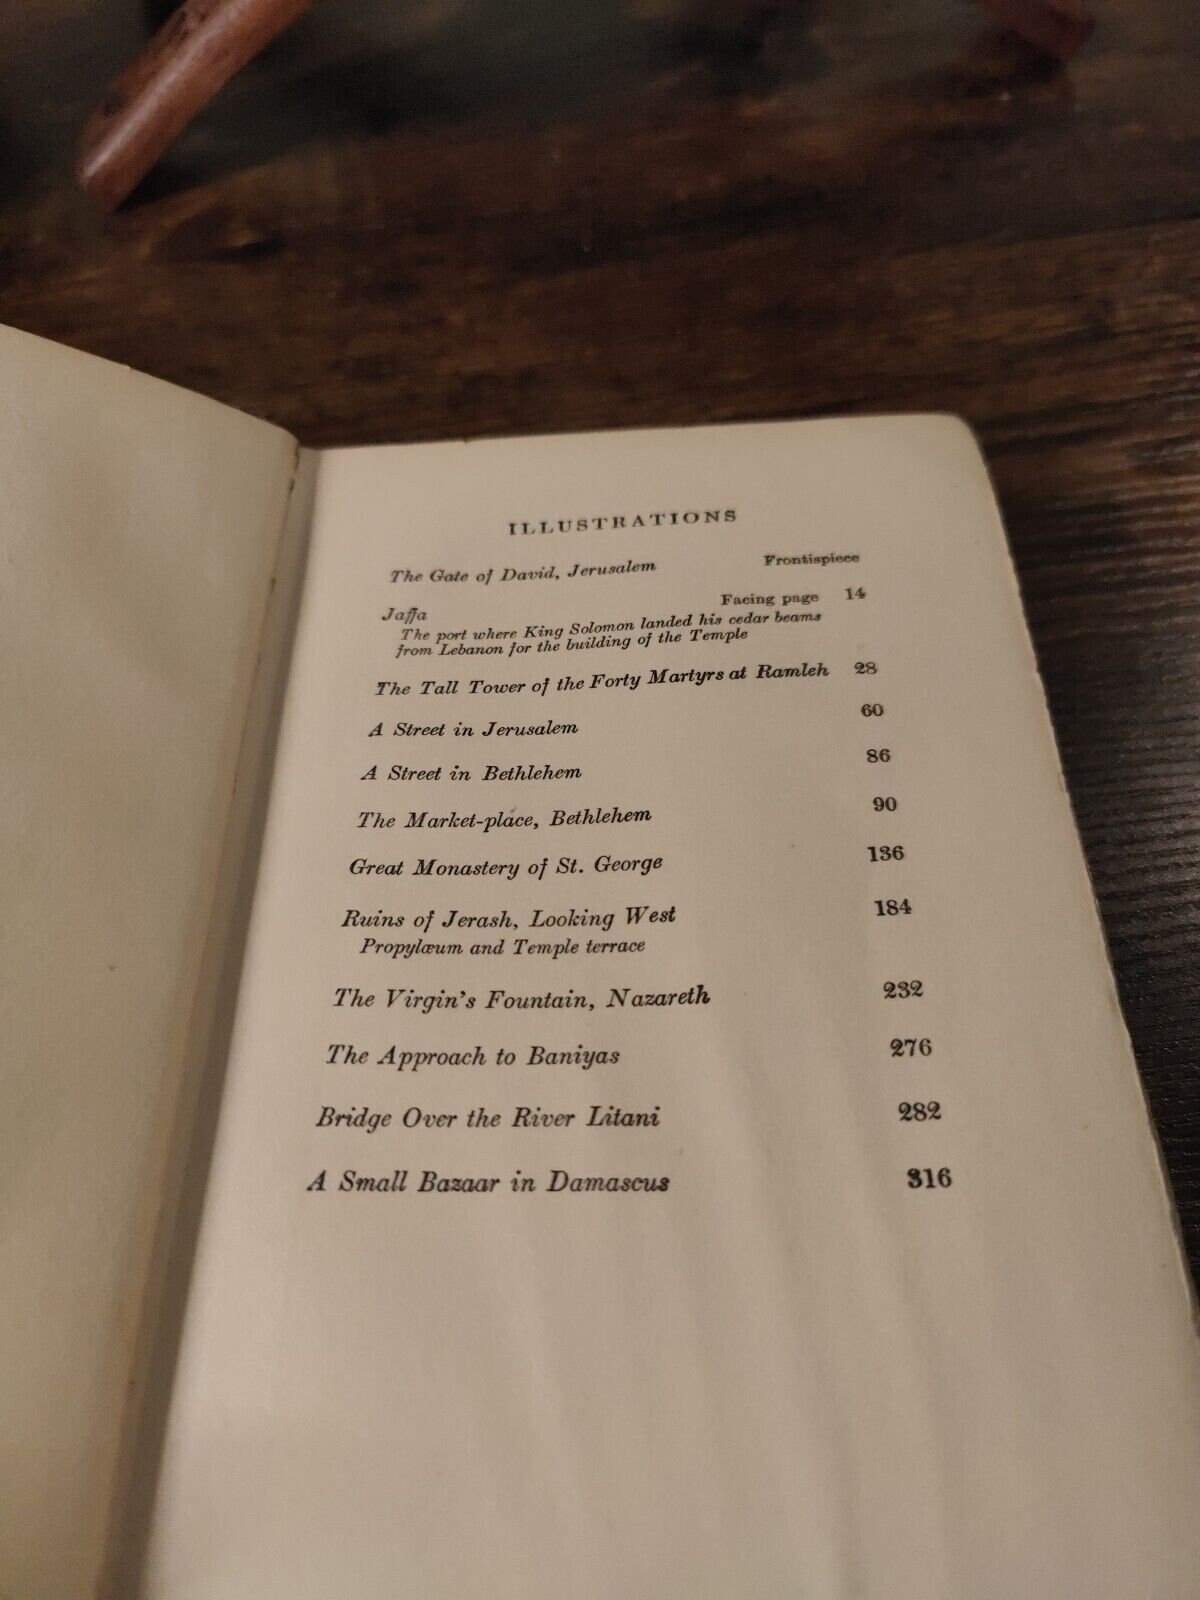 ILLUSTRATIONS
The Gate of David, Jerusalem Frontispiece
Jaffa Facing page 14
The port where King Solomon landed his cedar beams
from Lebanon for the building of the Temple
The Tall Tower of the Forty Martyrs at Ramleh 28
A Street in Jerusalem 60
A Street in Bethlehem 86
The Market-place, Bethlehem 90
Great Monastery of St. George 136
Ruins of Jerash, Looking West 184
Propylæum and Temple terrace
The Virgin's Fountain, Nazareth 232
The Approach to Baniyas 276
Bridge Over the River Litani 282
A Small Bazaar in Damascus 316